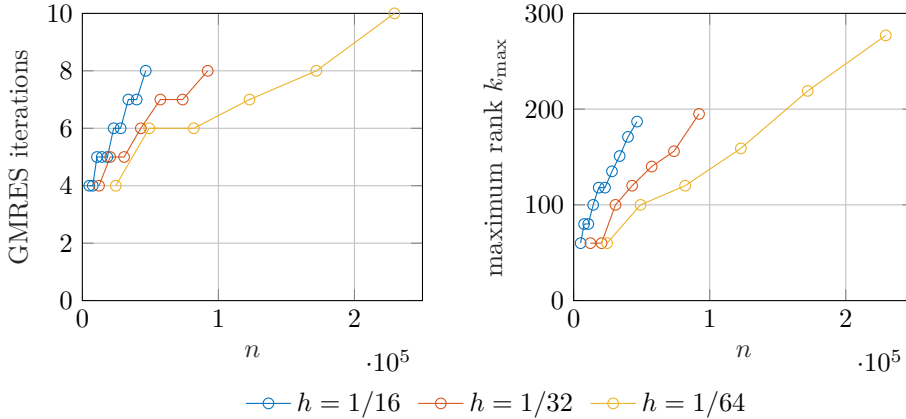 GMRES iterations
10
8
6
4
2
0
0 1 2
n
·10^5
maximum rank k_max
300
200
100
0
0 1 2
n
·10^5
h = 1/16 h = 1/32 h = 1/64